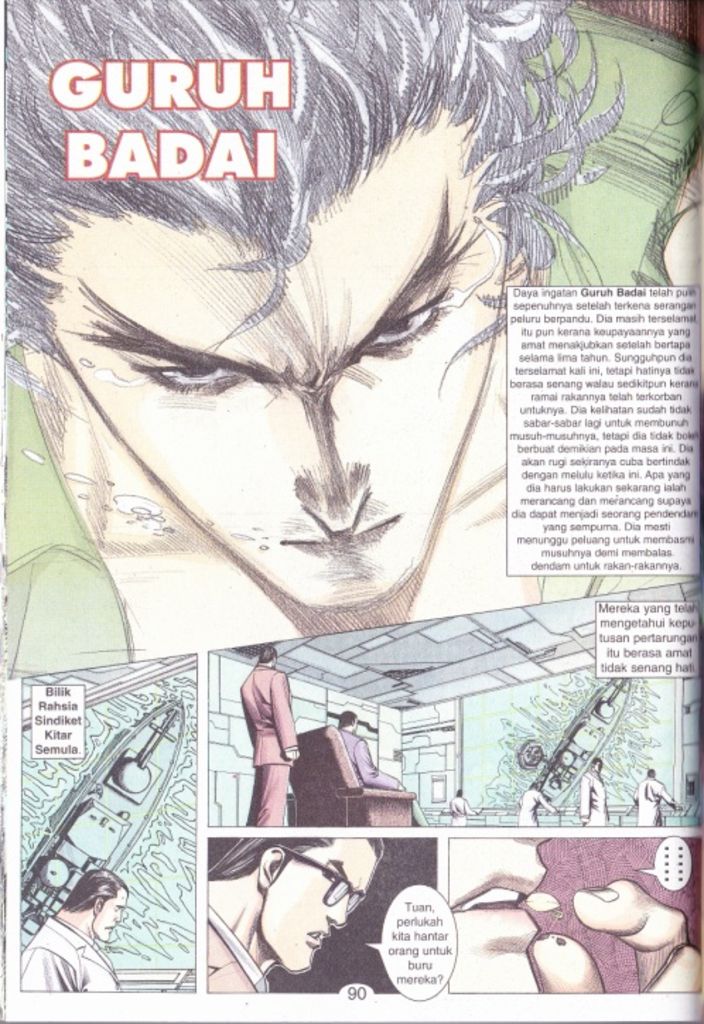 GURUH
BADAI
Daya ingatan Guruh Badai telah pulih
sepenuhnya setelah terkena serangan
peluru berpandu. Dia masih terselamat,
itu pun kerana keupayaannya yang
amat menakjubkan setelah bertapa
selama lima tahun. Sungguhpun dia
terselamat kali ini, tetapi hatinya tidak
berasa senang walau sedikitpun kerana
ramai rakannya telah terkorban
untuknya. Dia kelihatan sudah tidak
sabar-sabar lagi untuk membunuh
musuh-musuhnya, tetapi dia tidak boleh
berbuat demikian pada masa ini. Dia
akan rugi sekiranya cuba bertindak
dengan melulu ketika ini. Apa yang
dia harus lakukan sekarang ialah
merancang dan merancang supaya
dia dapat menjadi seorang pendendam
yang sempurna. Dia mesti
menunggu peluang untuk membasmi
musuhnya demi membalas
dendam untuk rakan-rakannya.
Mereka yang telah
mengetahui kepu-
tusan pertarungan
itu berasa amat
tidak senang hati.
Bilik
Rahsia
Sindiket
Kitar
Semula.
Tuan,
perlukah
kita hantar
orang untuk
buru
mereka?
90